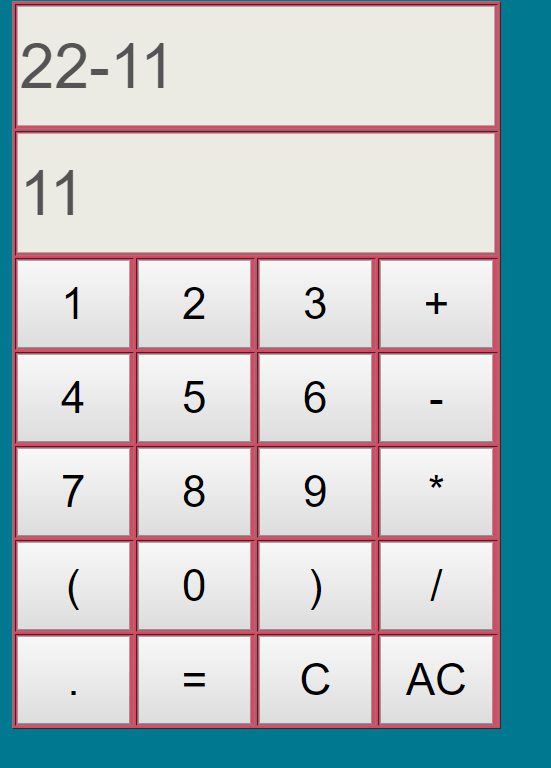 22-11
11
1 2 3 +
4 5 6 -
7 8 9 *
( 0 ) /
. = C AC